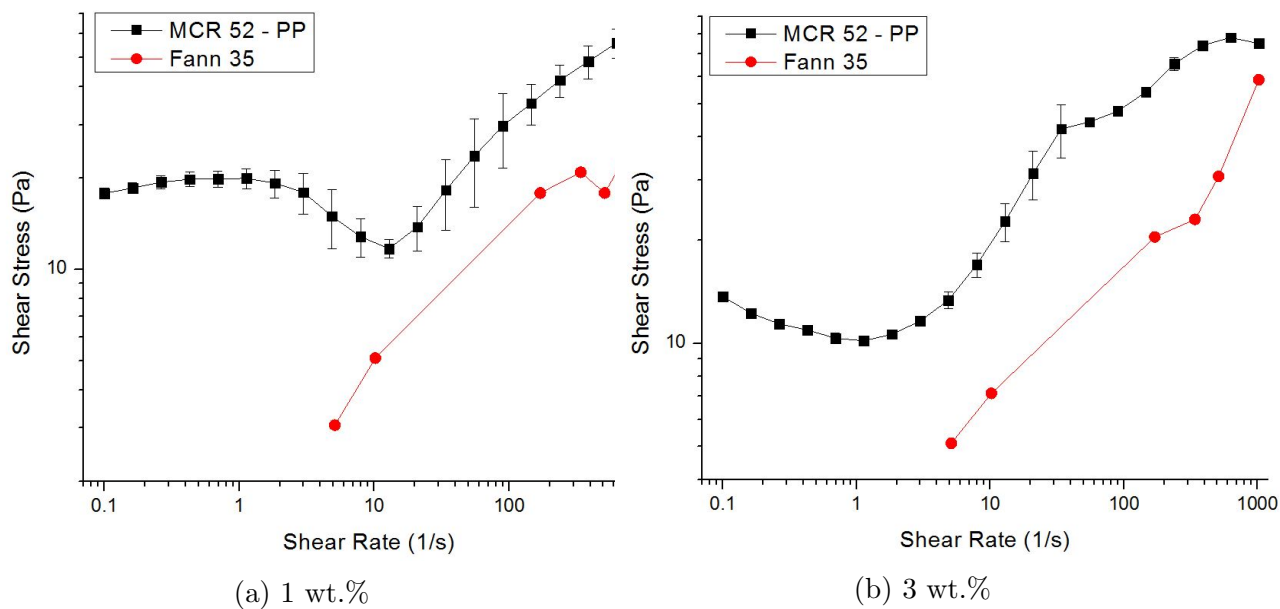 MCR 52 - PP
Fann 35
Shear Stress (Pa)
10
0.1 1 10 100
Shear Rate (1/s)
(a) 1 wt.%
MCR 52 - PP
Fann 35
Shear Stress (Pa)
10
0.1 1 10 100 1000
Shear Rate (1/s)
(b) 3 wt.%